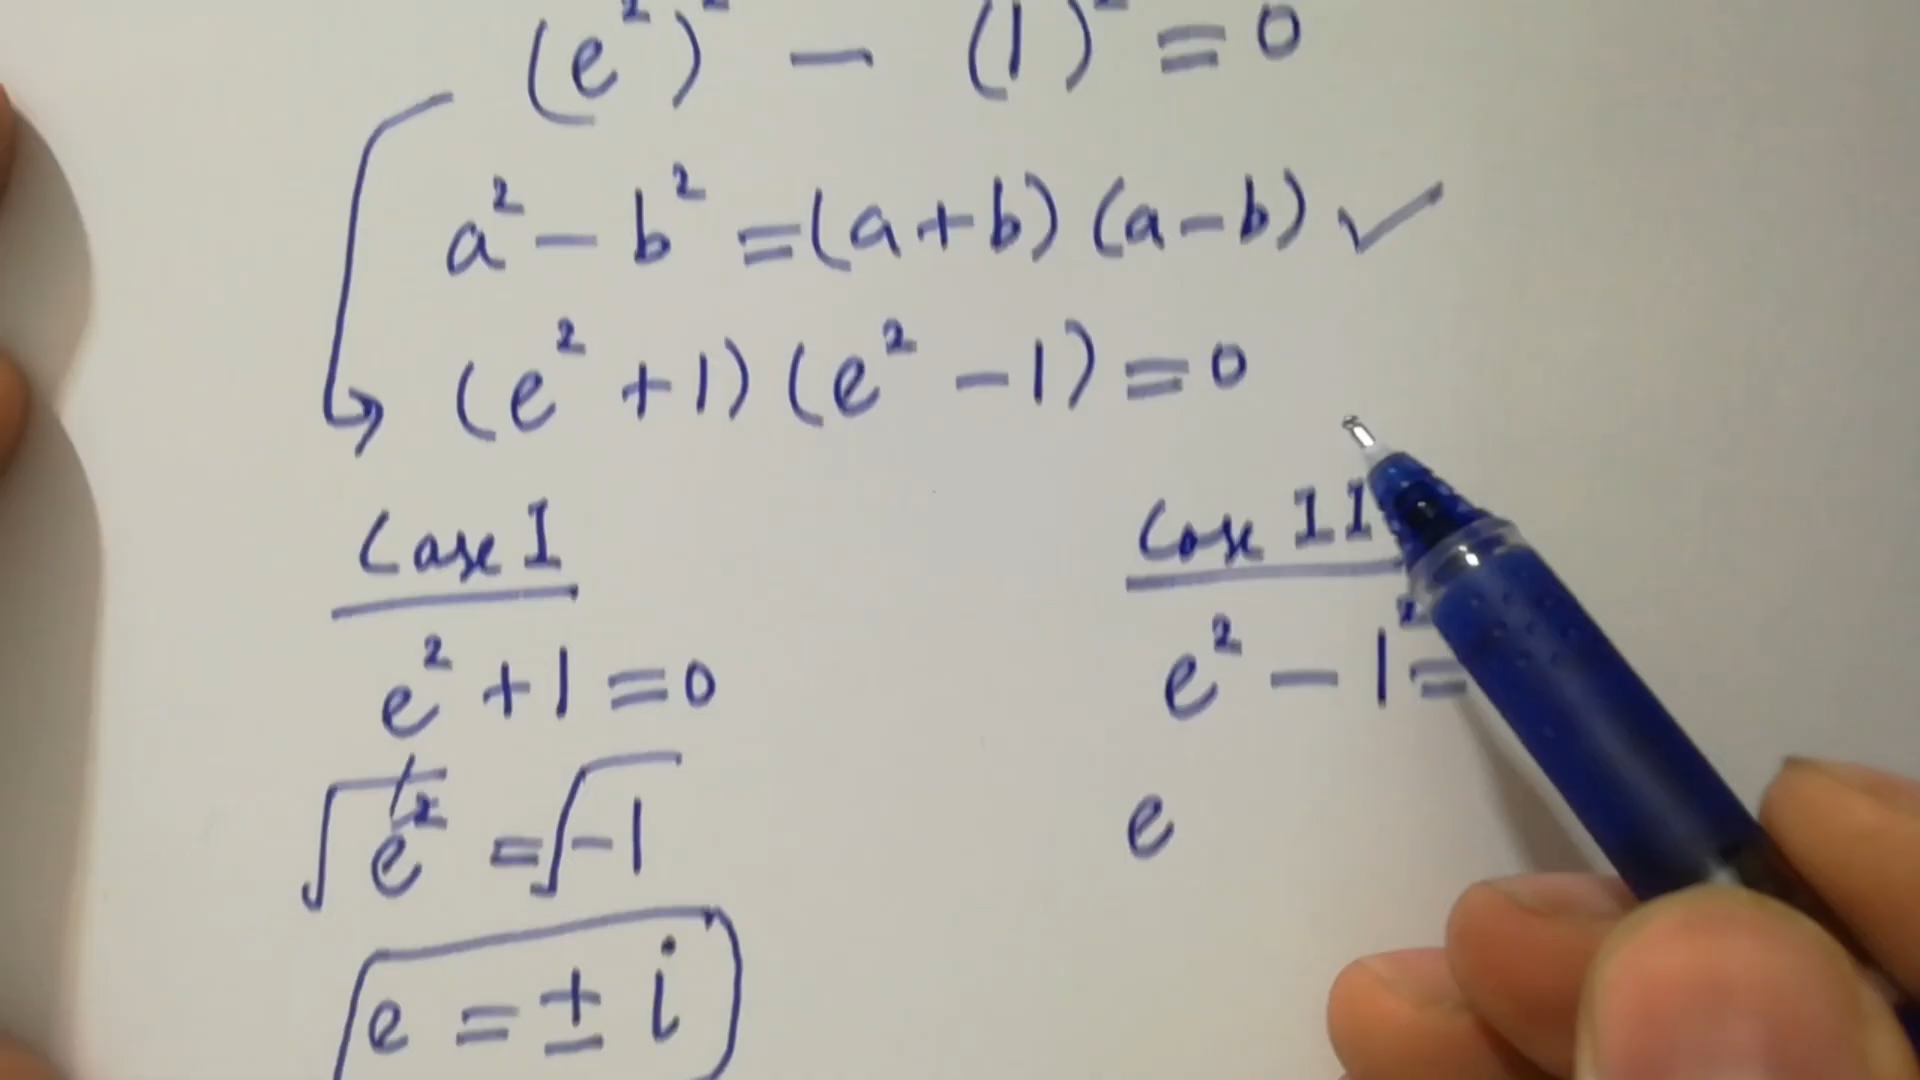 (e²)² − (1)² = 0
a² − b² = (a+b)(a−b) ✓
(e² + 1)(e² − 1) = 0
Case I
Case II
e² + 1 = 0
e² − 1² =
√e² = √−1
e
e = ± i